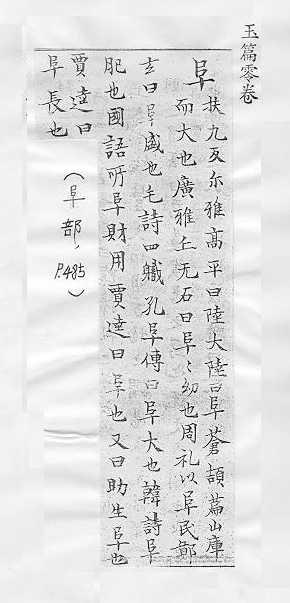 玉篇零卷
阜 扶九反尔雅高平曰陸大陸曰阜蒼頡篇山庳
而大也廣雅丘无石曰阜〻幼也周礼以阜民鄭
玄曰阜盛也毛詩四驖孔阜傳曰阜大也韓詩阜
肥也國語所阜財用賈逵曰阜也又曰助生阜也
賈逵曰
阜長也
(阜部, P.485)